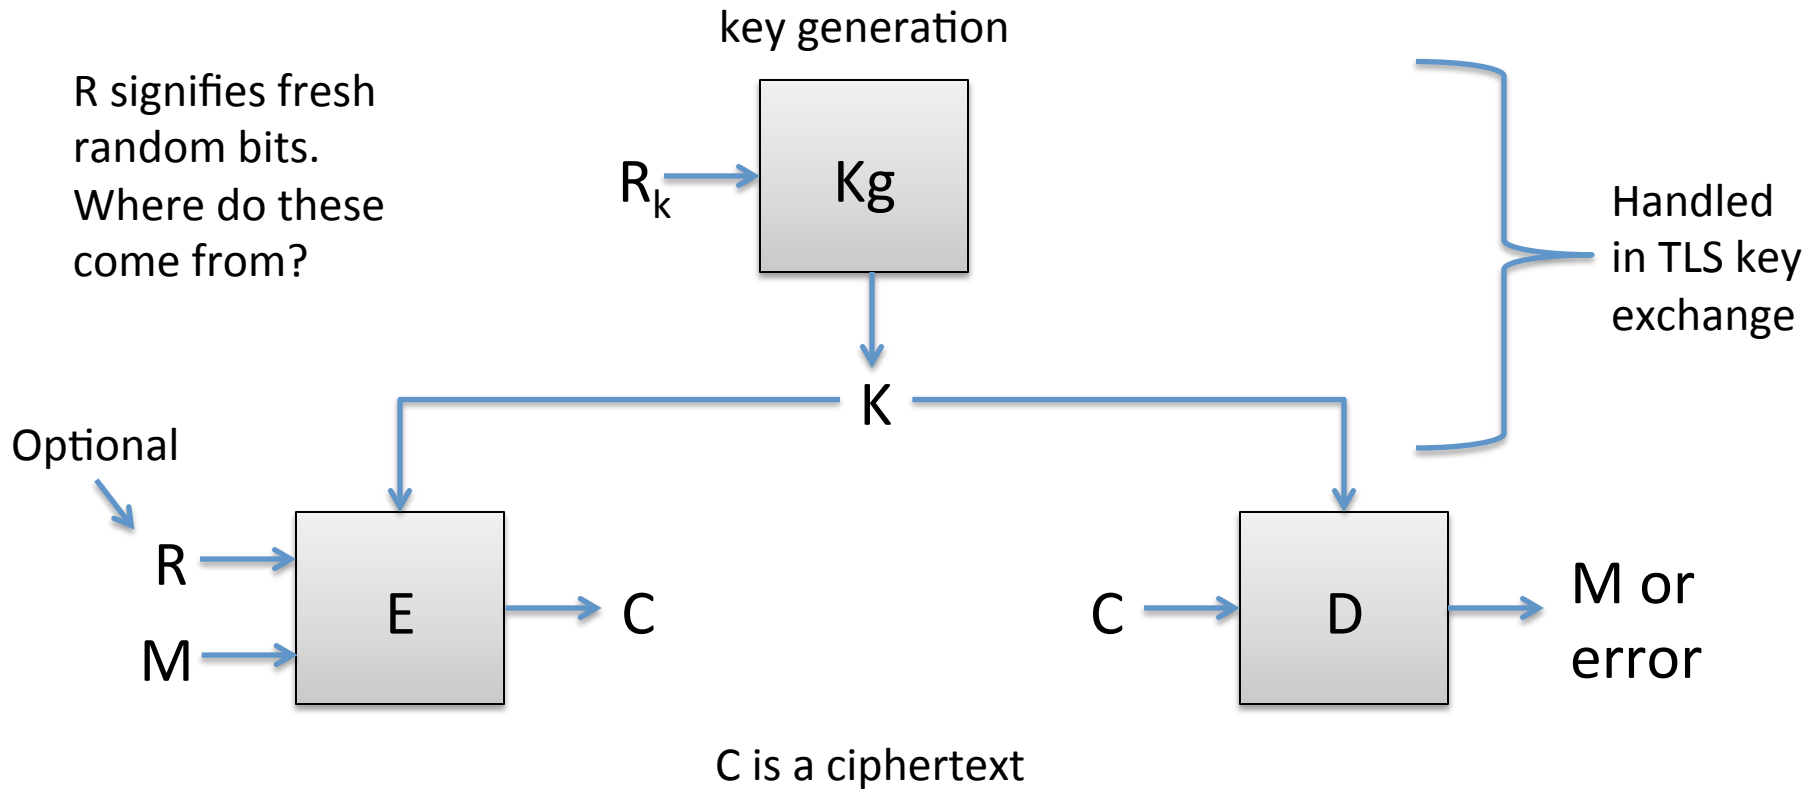 key generation
R signifies fresh
random bits.
Where do these
come from?
Rk
Kg
Handled
in TLS key
exchange
K
Optional
R
M
E
C
C
D
M or
error
C is a ciphertext